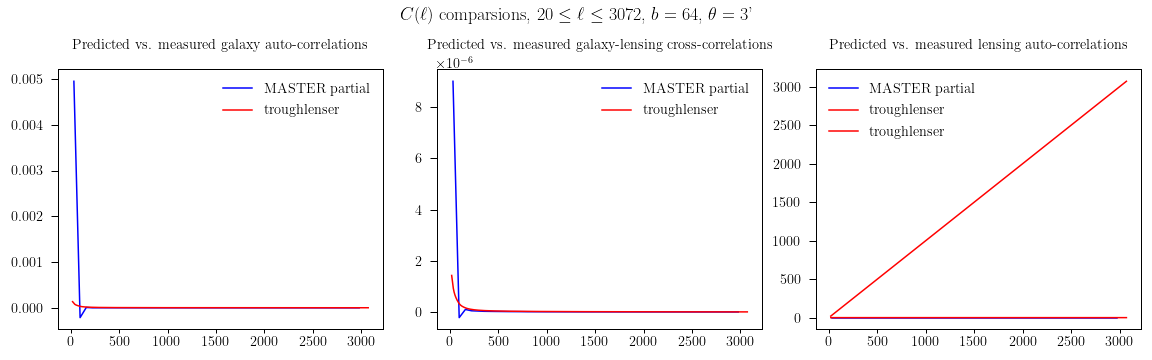 C(ℓ) comparsions, 20 ≤ ℓ ≤ 3072, b = 64, θ = 3’
Predicted vs. measured galaxy auto-correlations
0.005
0.004
0.003
0.002
0.001
0.000
0 500 1000 1500 2000 2500 3000
MASTER partial
troughlenser
Predicted vs. measured galaxy-lensing cross-correlations
×10⁻⁶
8
6
4
2
0
0 500 1000 1500 2000 2500 3000
MASTER partial
troughlenser
Predicted vs. measured lensing auto-correlations
3000
2500
2000
1500
1000
500
0
0 500 1000 1500 2000 2500 3000
MASTER partial
troughlenser
troughlenser